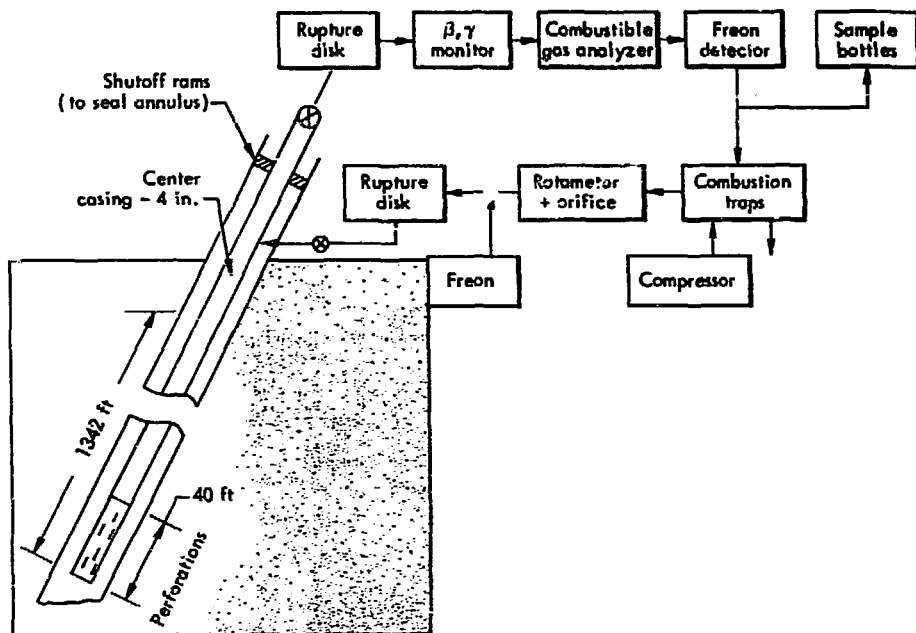 Rupture
disk
β, γ
monitor
Combustible
gas analyzer
Freon
detector
Sample
bottles
Shutoff rams
(to seal annulus)
Center
casing - 4 in.
Rupture
disk
Rotameter
+ orifice
Combustion
traps
Freon
Compressor
1342 ft
40 ft
Perforations